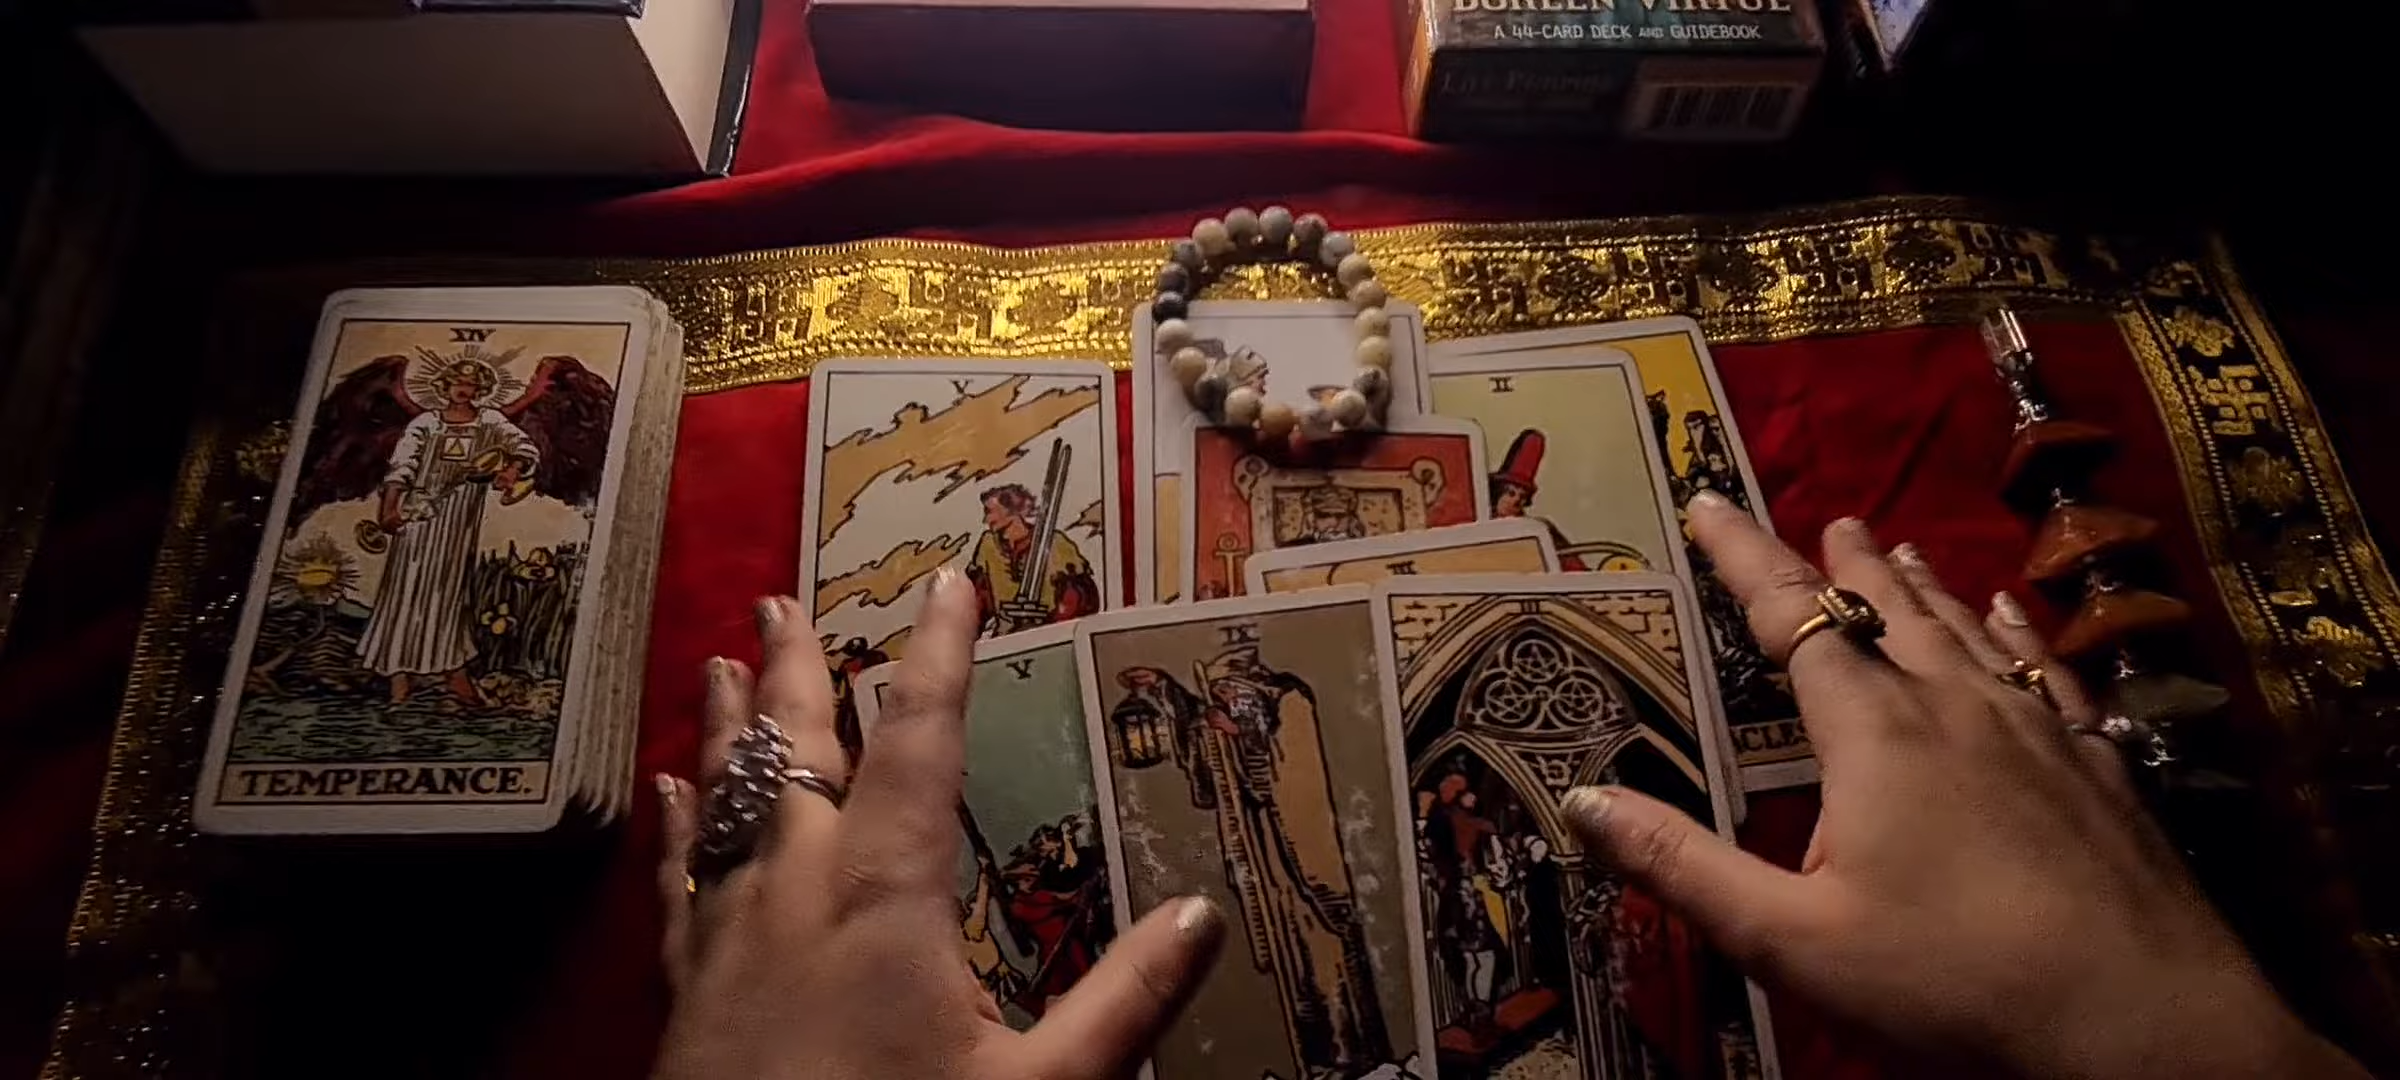 DOREEN VIRTUE
A 44-CARD DECK AND GUIDEBOOK
XIV
TEMPERANCE.
V
II
III
V
IX